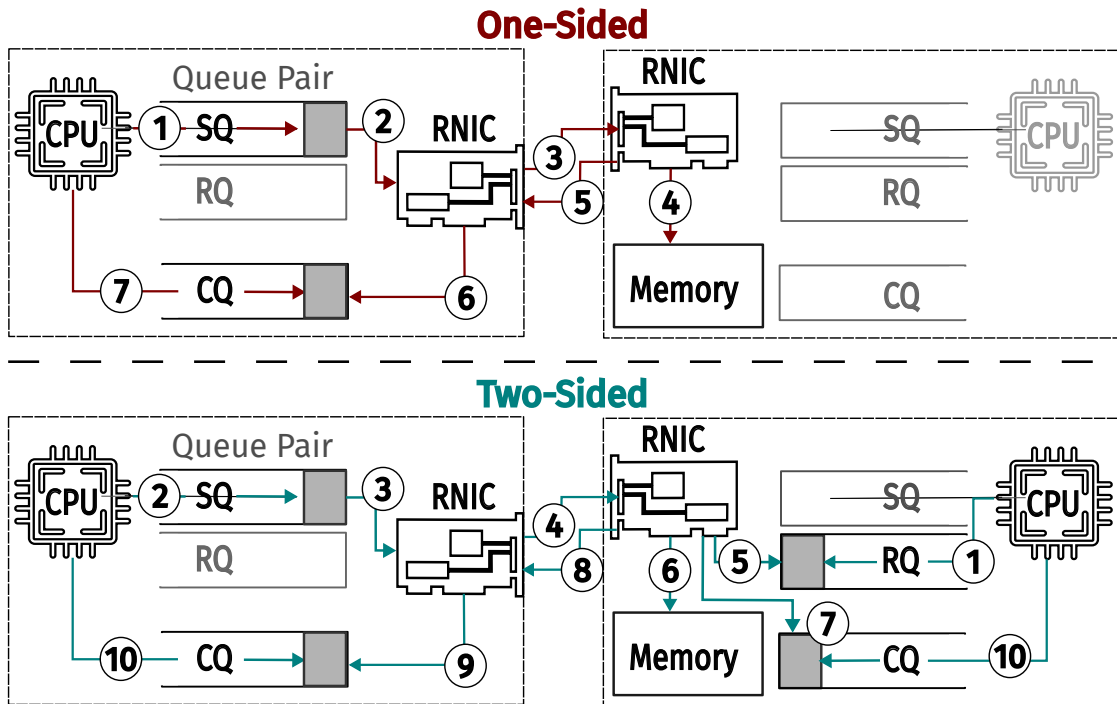 One-Sided
Queue Pair
RNIC
CPU
1
SQ
2
RNIC
3
SQ
CPU
RQ
5
4
RQ
7
CQ
6
Memory
CQ
Two-Sided
Queue Pair
RNIC
CPU
2
SQ
3
RNIC
4
SQ
CPU
RQ
8
6
5
RQ
1
7
10
CQ
9
Memory
CQ
10